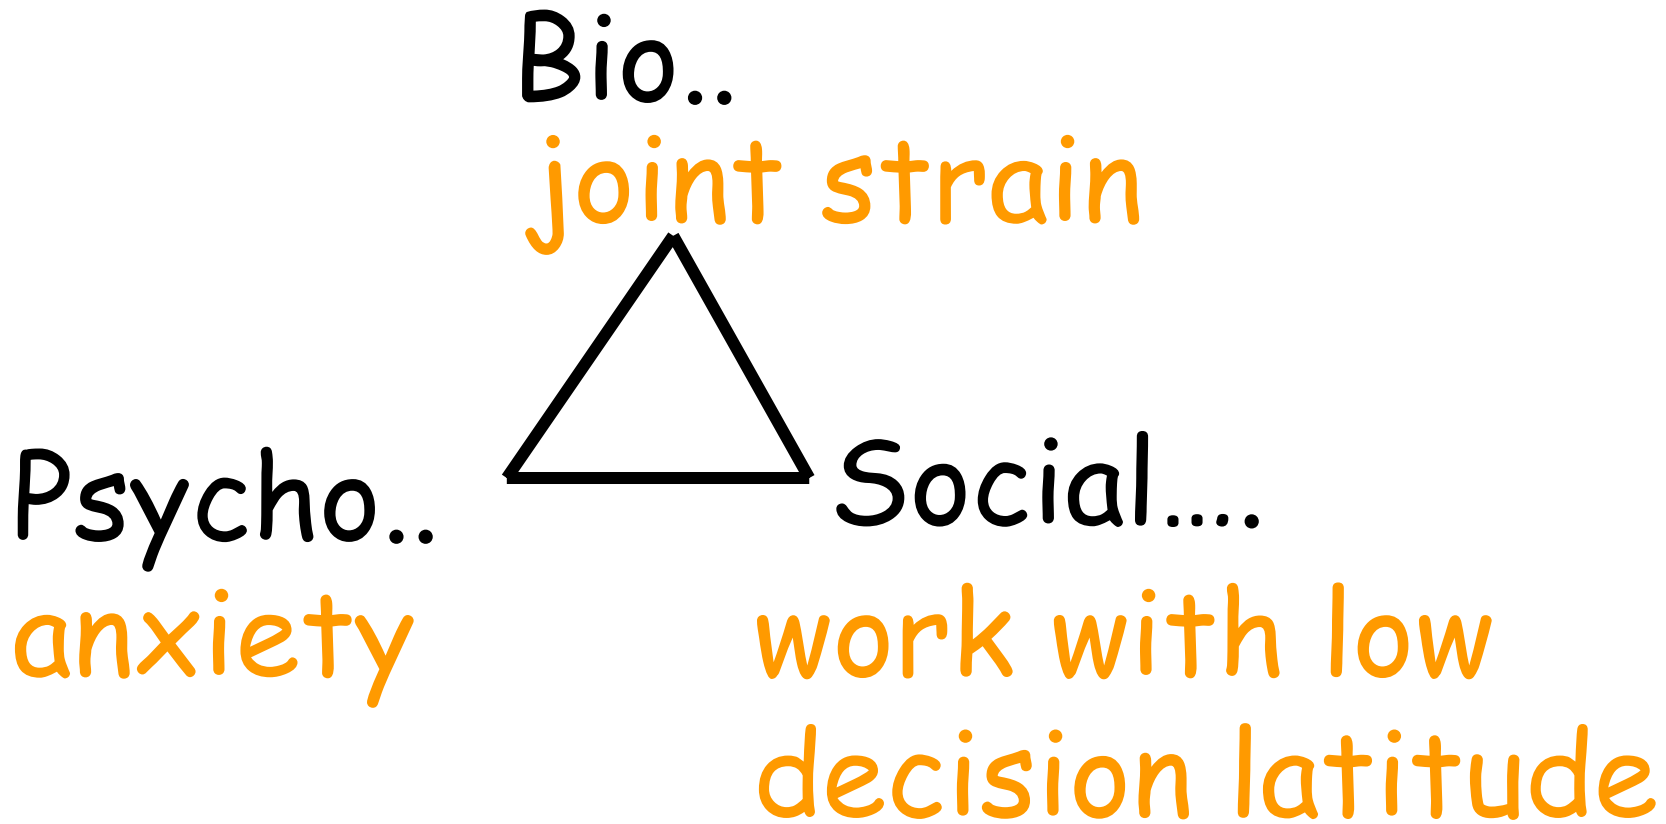 Bio..
joint strain
Psycho..
Social....
anxiety
work with low
decision latitude